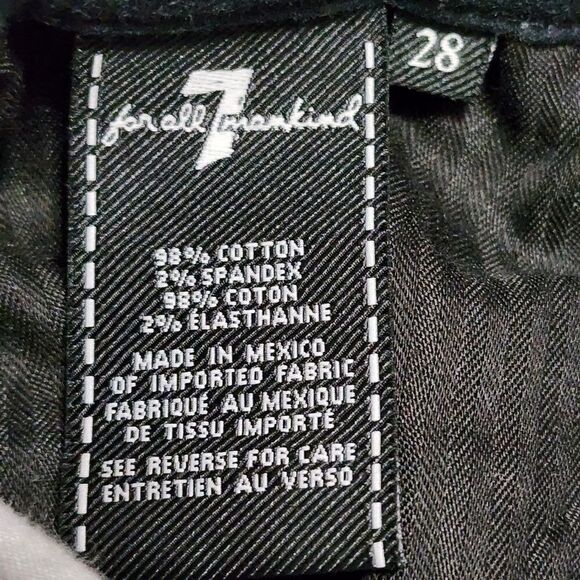 28
for all 7 mankind
98% COTTON
2% SPANDEX
98% COTON
2% ÉLASTHANNE
MADE IN MEXICO
OF IMPORTED FABRIC
FABRIQUÉ AU MEXIQUE
DE TISSU IMPORTÉ
SEE REVERSE FOR CARE
ENTRETIEN AU VERSO